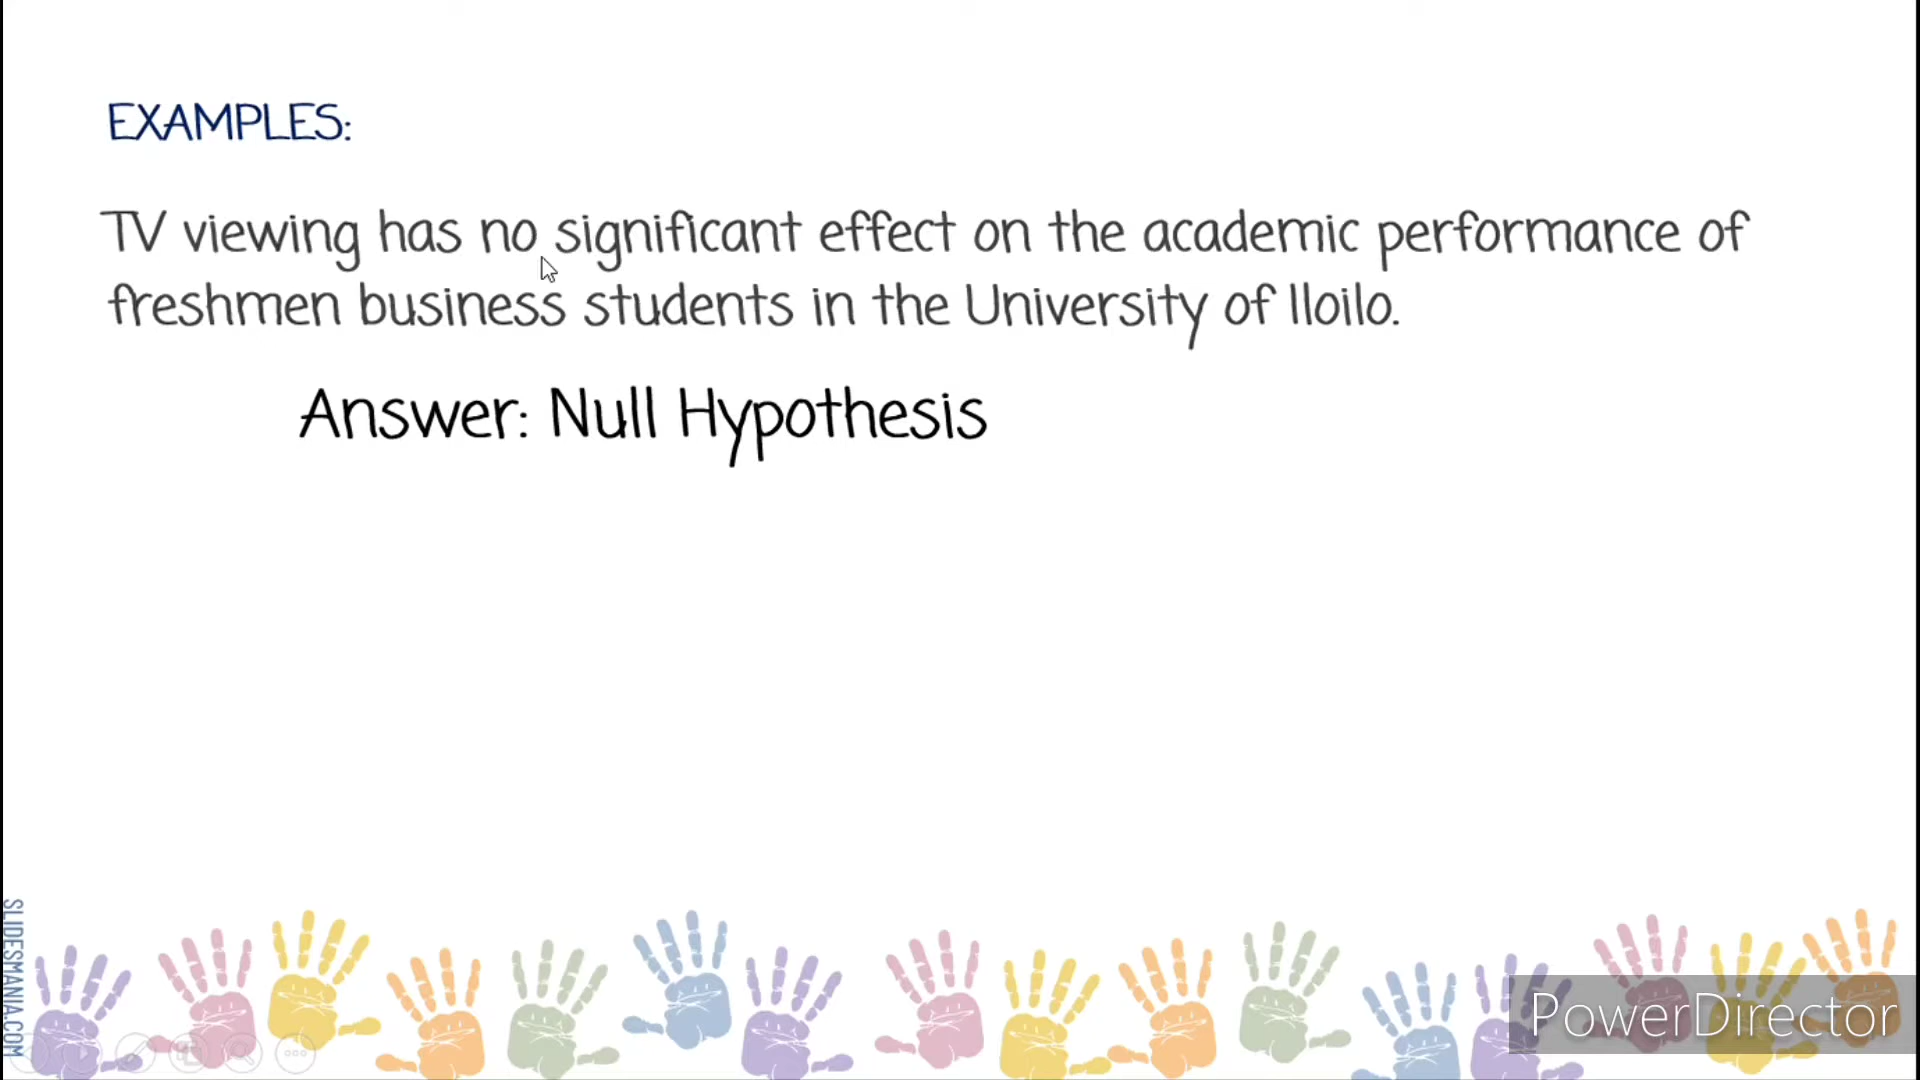 EXAMPLES:
TV viewing has no significant effect on the academic performance of
freshmen business students in the University of Iloilo.
Answer: Null Hypothesis
SLIDESMANIA.COM
PowerDirector